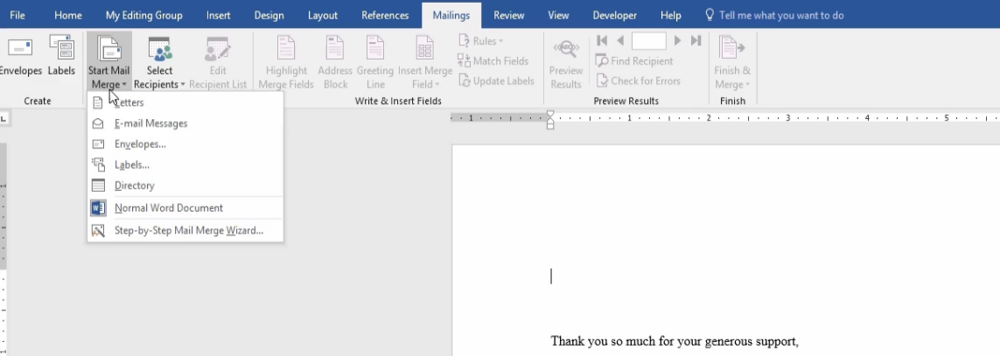 File Home My Editing Group Insert Design Layout References Mailings Review View Developer Help Tell me what you want to do
Envelopes Labels
Create
Start Mail Merge
Select Recipients
Edit Recipient List
Highlight Merge Fields
Address Block
Greeting Line
Insert Merge Field
Rules
Match Fields
Update Labels
Write & Insert Fields
Preview Results
Find Recipient
Check for Errors
Preview Results
Finish & Merge
Finish
Letters
E-mail Messages
Envelopes...
Labels...
Directory
Normal Word Document
Step-by-Step Mail Merge Wizard...
1 1 2 3 4 5
Thank you so much for your generous support,